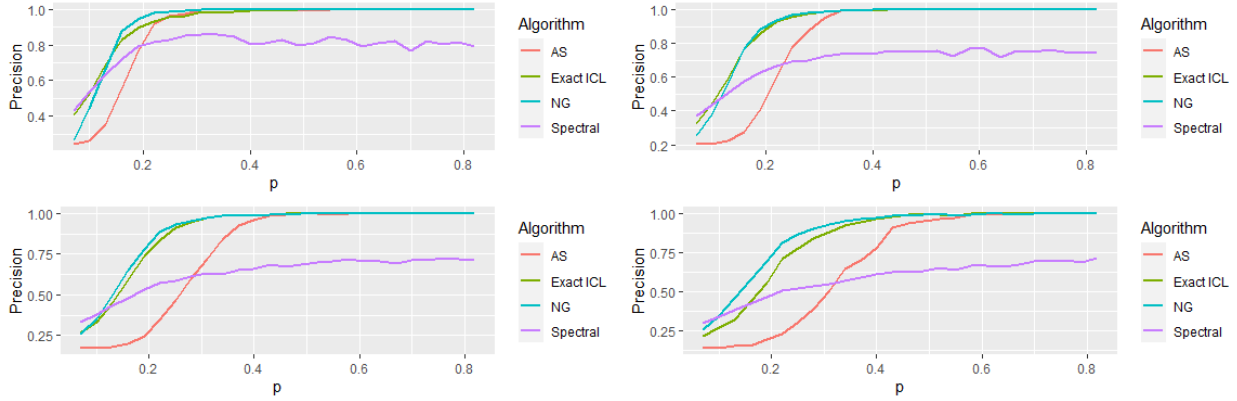 Precision
1.0
0.8
0.6
0.4
0.2
0.4
0.6
0.8
p
Algorithm
AS
Exact ICL
NG
Spectral
Precision
1.0
0.8
0.6
0.4
0.2
0.2
0.4
0.6
0.8
p
Algorithm
AS
Exact ICL
NG
Spectral
Precision
1.00
0.75
0.50
0.25
0.2
0.4
0.6
0.8
p
Algorithm
AS
Exact ICL
NG
Spectral
Precision
1.00
0.75
0.50
0.25
0.2
0.4
0.6
0.8
p
Algorithm
AS
Exact ICL
NG
Spectral